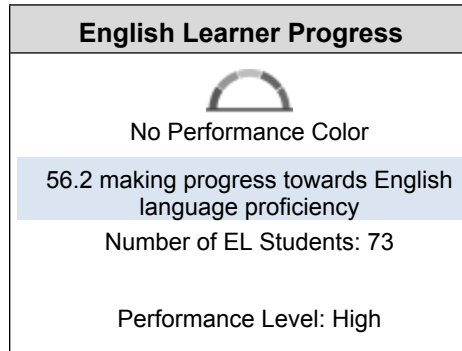 English Learner Progress
No Performance Color
56.2 making progress towards English
language proficiency
Number of EL Students: 73
Performance Level: High